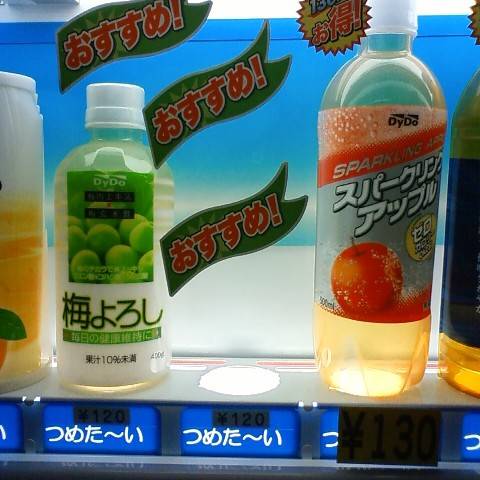 おすすめ!
おすすめ!
おすすめ!
お得!
DyDo
梅よろし
毎日の健康維持に
果汁10%未満
DyDo
SPARKLING APPLE
スパークリング
アップル
ゼロ
500ml
¥120
つめた〜い
¥120
つめた〜い
¥130